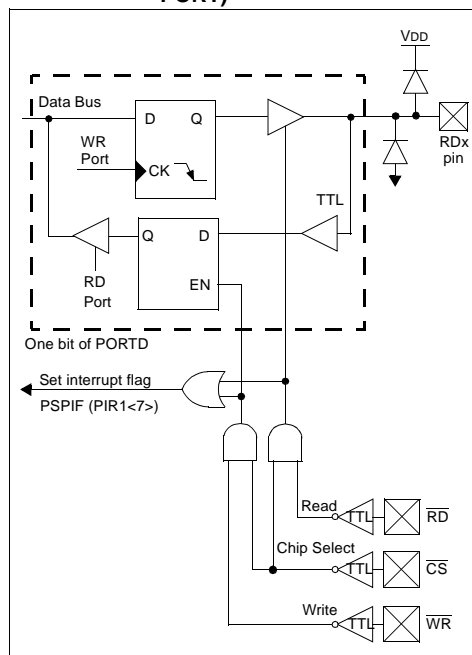 PORT)
VDD
Data Bus
D Q
RDx
pin
WR
Port
CK
TTL
Q D
RD
Port
EN
One bit of PORTD
Set interrupt flag
PSPIF (PIR1<7>)
Read
TTL
RD
Chip Select
TTL
CS
Write
TTL
WR